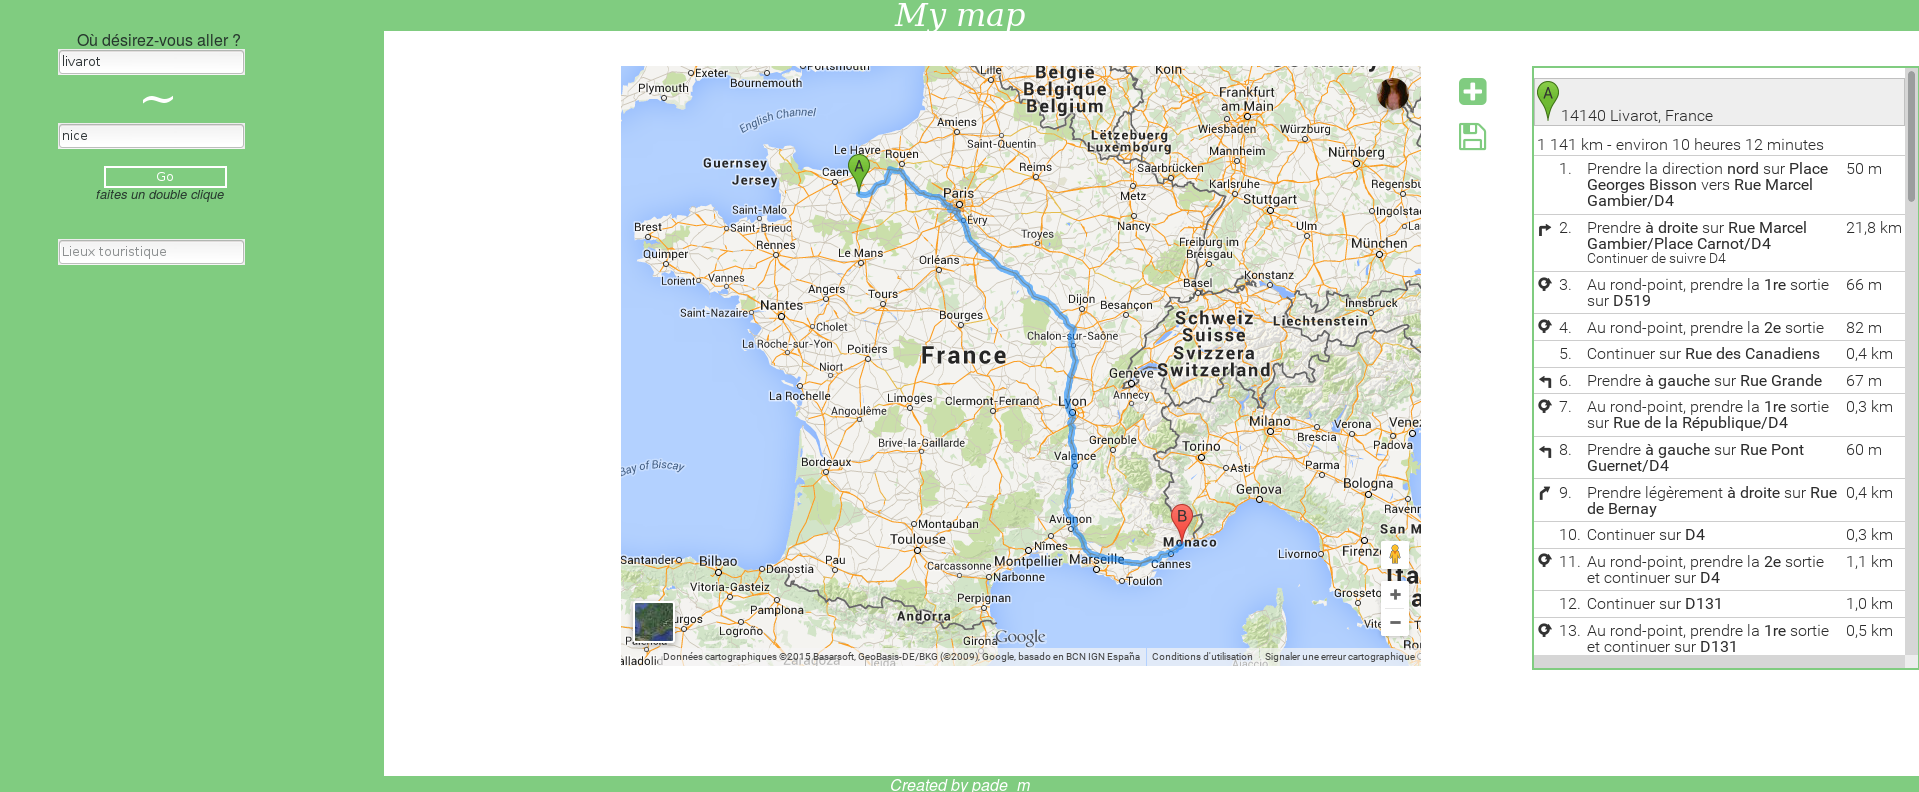 My map
Où désirez-vous aller ?
livarot
~
nice
Go
faites un double clique
Lieux touristique
Exeter
Portsmouth
Bournemouth
Plymouth
English Channel
Lille
België
Belgique
Belgium
Köln
Frankfurt
am Main
Wiesbaden
Würzburg
Amiens
Saint-Quentin
Lëtzebuerg
Luxembourg
Mannheim
Nürnberg
Guernsey
Jersey
Le Havre
Rouen
A
Caen
Reims
Saarbrücken
Karlsruhe
Paris
Metz
Stuttgart
Évry
Nancy
Saint-Malo
Saint-Brieuc
Brest
Rennes
Troyes
Ulm
München
Quimper
Le Mans
Orléans
Freiburg im
Breisgau
Lorient
Vannes
Konstanz
Angers
Tours
Dijon
Besançon
Basel
Innsbruck
Nantes
Saint-Nazaire
Cholet
Bourges
Schweiz
Suisse
Svizzera
Switzerland
Liechtenstein
La Roche-sur-Yon
Poitiers
Chalon-sur-Saône
France
Niort
Genève
Annecy
La Rochelle
Limoges
Clermont-Ferrand
Lyon
Angoulême
Milano
Verona
Brescia
Padova
Brive-la-Gaillarde
Grenoble
Torino
Bay of Biscay
Bordeaux
Valence
Asti
Parma
Genova
Bologna
B
Avignon
Montauban
Toulouse
Nîmes
Montpellier
Marseille
Monaco
Cannes
Livorno
Santander
Bilbao
Donostia
Pau
Carcassonne
Narbonne
Toulon
Vitoria-Gasteiz
Perpignan
Pamplona
Andorra
Logroño
Girona
Grosseto
Google
Données cartographiques ©2015 Basarsoft, GeoBasis-DE/BKG (©2009), Google, basado en BCN IGN España
Conditions d'utilisation
Signaler une erreur cartographique
A
14140 Livarot, France
1 141 km - environ 10 heures 12 minutes
1. Prendre la direction nord sur Place 50 m
Georges Bisson vers Rue Marcel
Gambier/D4
2. Prendre à droite sur Rue Marcel 21,8 km
Gambier/Place Carnot/D4
Continuer de suivre D4
3. Au rond-point, prendre la 1re sortie 66 m
sur D519
4. Au rond-point, prendre la 2e sortie 82 m
5. Continuer sur Rue des Canadiens 0,4 km
6. Prendre à gauche sur Rue Grande 67 m
7. Au rond-point, prendre la 1re sortie 0,3 km
sur Rue de la République/D4
8. Prendre à gauche sur Rue Pont 60 m
Guernet/D4
9. Prendre légèrement à droite sur Rue 0,4 km
de Bernay
10. Continuer sur D4 0,3 km
11. Au rond-point, prendre la 2e sortie 1,1 km
et continuer sur D4
12. Continuer sur D131 1,0 km
13. Au rond-point, prendre la 1re sortie 0,5 km
et continuer sur D131
Created by pade_m